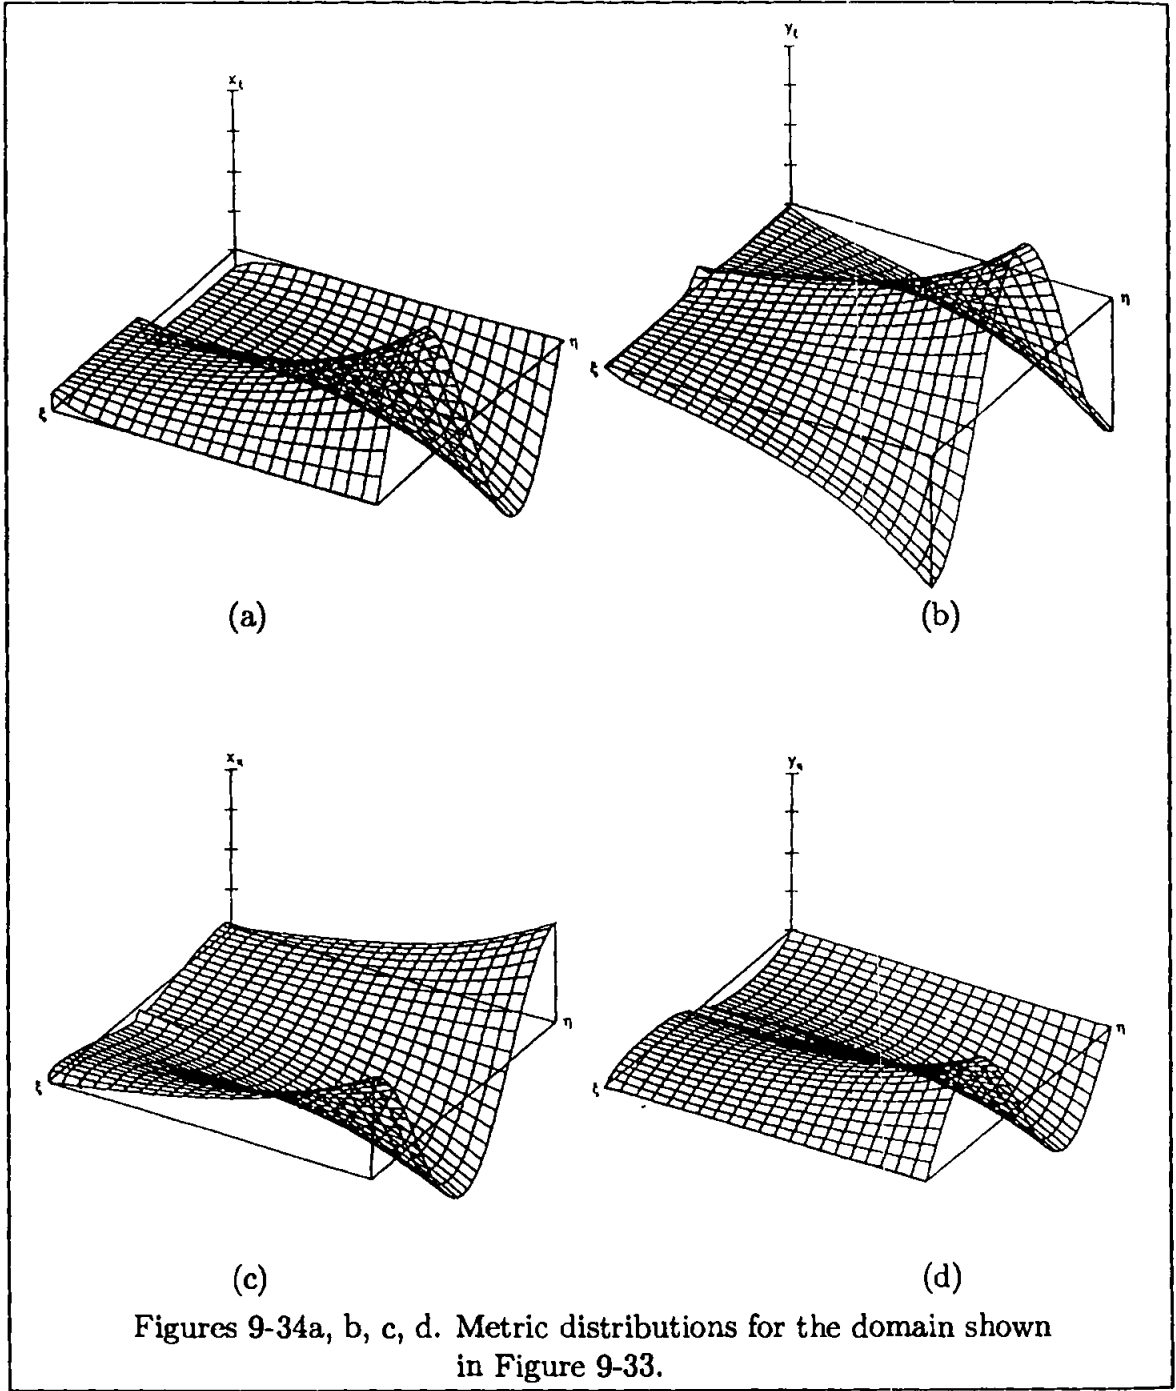 x_ξ
η
ξ
(a)
y_ξ
η
ξ
(b)
x_η
η
ξ
(c)
y_η
η
ξ
(d)
Figures 9-34a, b, c, d. Metric distributions for the domain shown
in Figure 9-33.